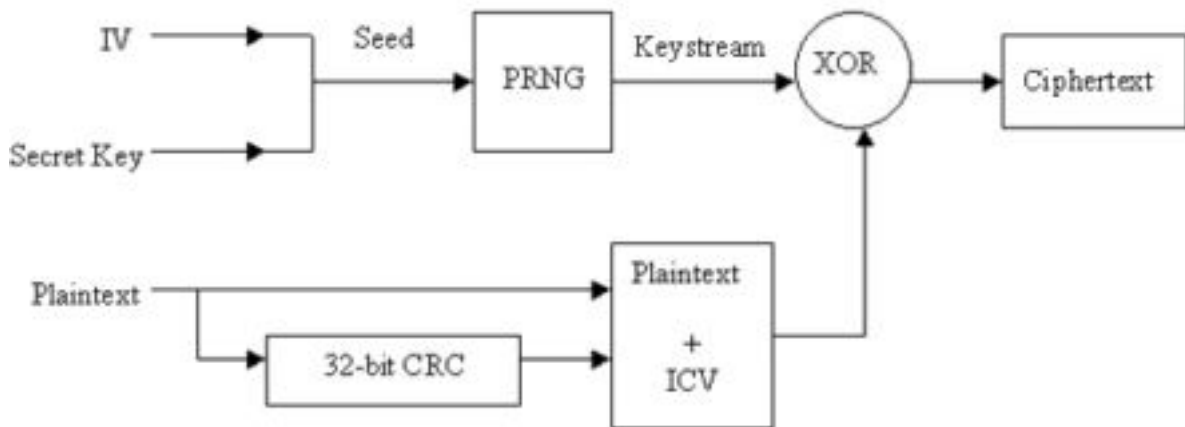 IV
Seed
PRNG
Keystream
XOR
Ciphertext
Secret Key
Plaintext
32-bit CRC
Plaintext
+
ICV